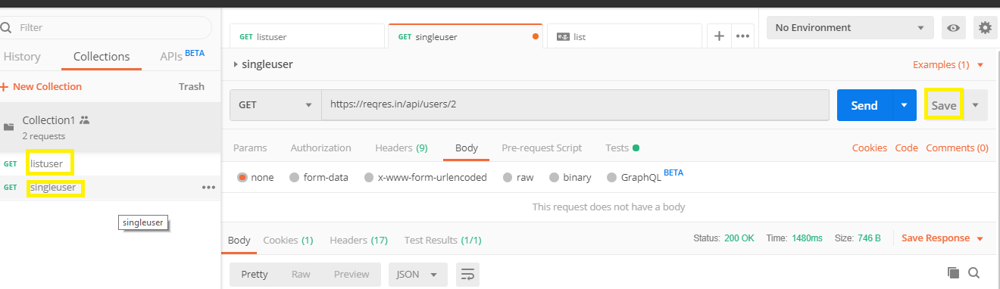 Filter
History Collections APIs BETA
+ New Collection Trash
Collection1
2 requests
GET listuser
GET singleuser •••
singleuser
GET listuser GET singleuser e.g. list + ••• No Environment
singleuser Examples (1)
GET https://reqres.in/api/users/2 Send Save
Params Authorization Headers (9) Body Pre-request Script Tests Cookies Code Comments (0)
none form-data x-www-form-urlencoded raw binary GraphQL BETA
This request does not have a body
Body Cookies (1) Headers (17) Test Results (1/1) Status: 200 OK Time: 1480ms Size: 746 B Save Response
Pretty Raw Preview JSON